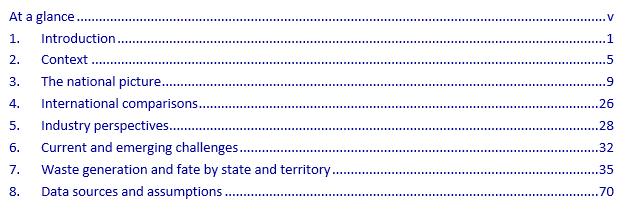 At a glance ..... v
1. Introduction ..... 1
2. Context ..... 5
3. The national picture ..... 9
4. International comparisons ..... 26
5. Industry perspectives ..... 28
6. Current and emerging challenges ..... 32
7. Waste generation and fate by state and territory ..... 35
8. Data sources and assumptions ..... 70